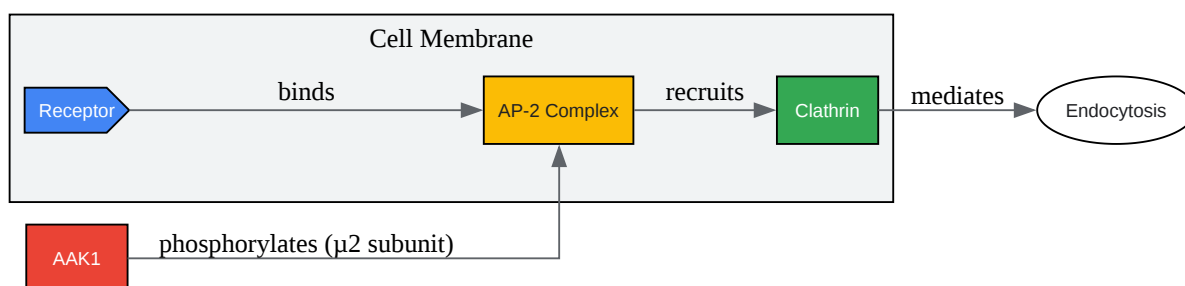 Cell Membrane
Receptor
binds
AP-2 Complex
recruits
Clathrin
mediates
Endocytosis
AAK1
phosphorylates (µ2 subunit)